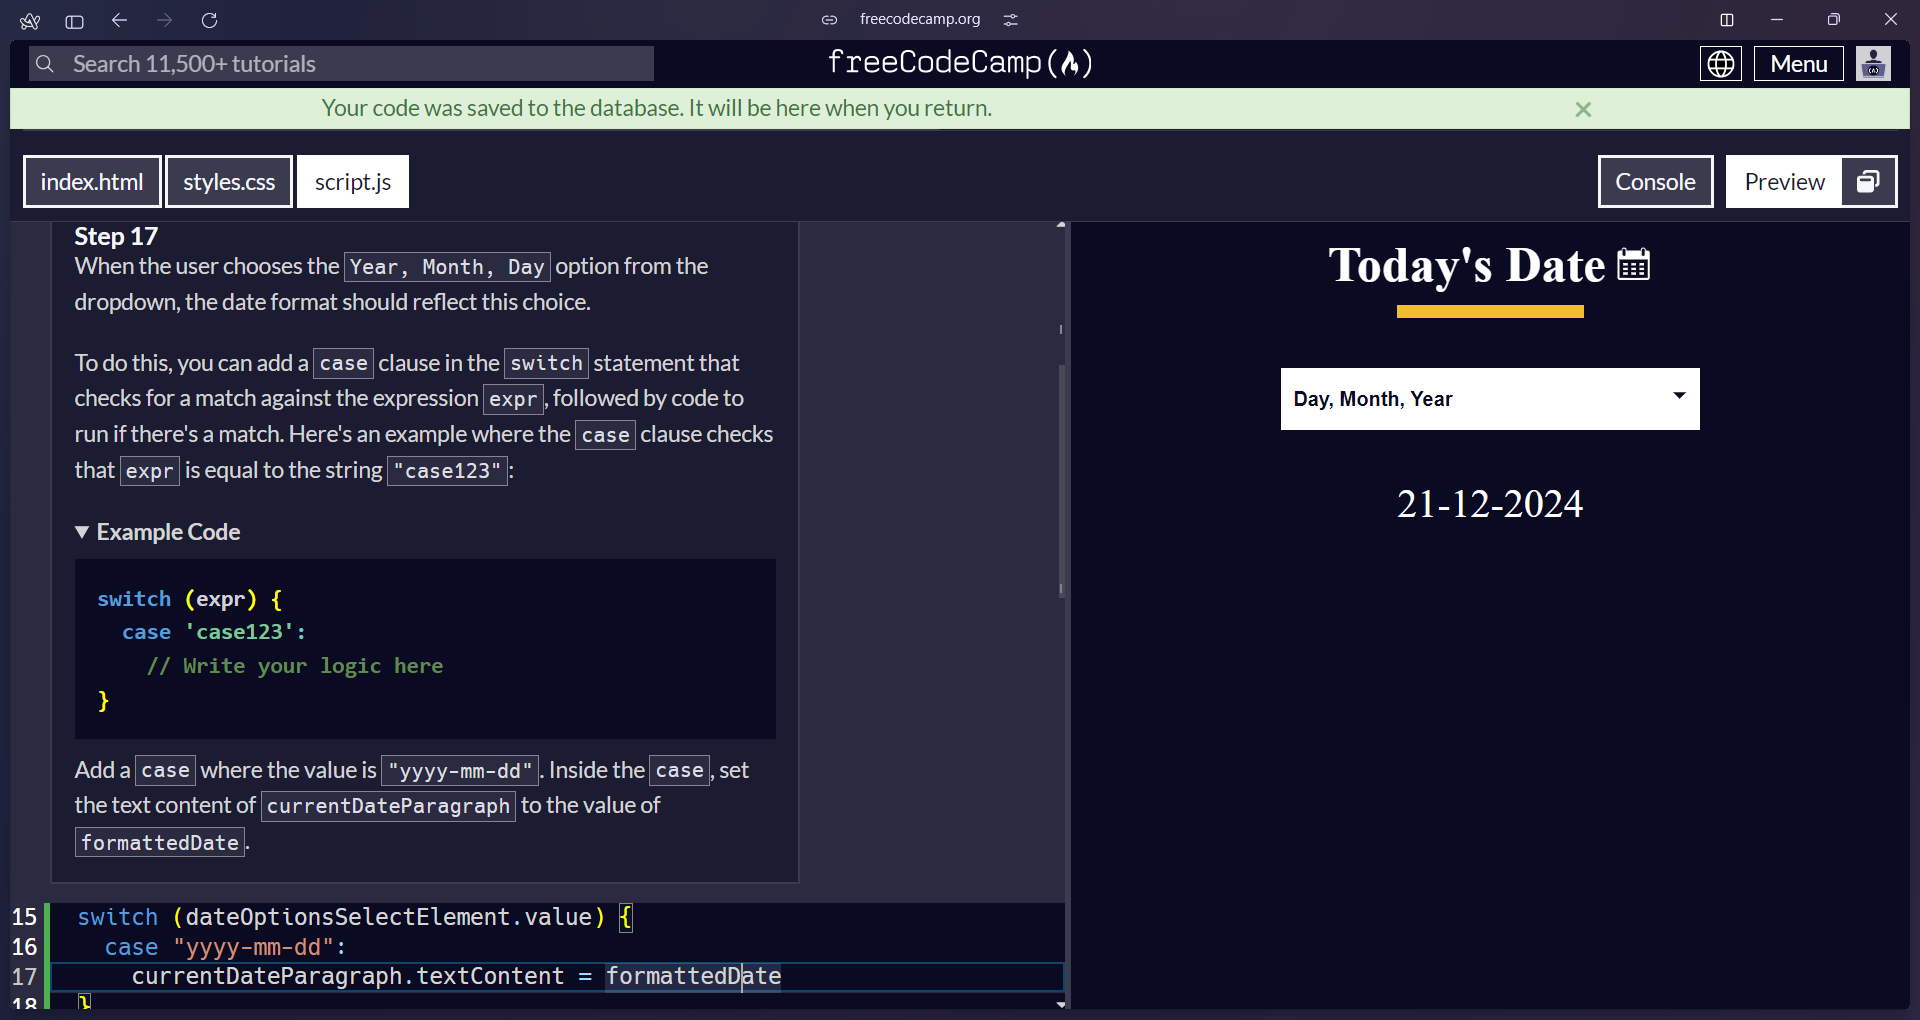 freecodecamp.org
Search 11,500+ tutorials
freeCodeCamp
Menu
Your code was saved to the database. It will be here when you return.
index.html
styles.css
script.js
Console
Preview
Step 17
When the user chooses the Year, Month, Day option from the
dropdown, the date format should reflect this choice.
To do this, you can add a case clause in the switch statement that
checks for a match against the expression expr, followed by code to
run if there's a match. Here's an example where the case clause checks
that expr is equal to the string "case123":
▼ Example Code
switch (expr) {
case 'case123':
// Write your logic here
}
Add a case where the value is "yyyy-mm-dd". Inside the case, set
the text content of currentDateParagraph to the value of
formattedDate.
15 switch (dateOptionsSelectElement.value) {
16 case "yyyy-mm-dd":
17 currentDateParagraph.textContent = formattedDate
18 }
Today's Date
Day, Month, Year
21-12-2024